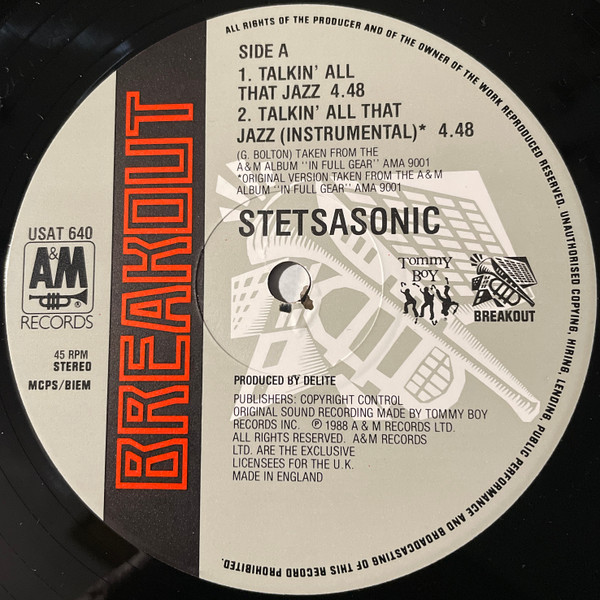 ALL RIGHTS OF THE PRODUCER AND OF THE OWNER OF THE WORK REPRODUCED RESERVED. UNAUTHORISED COPYING, HIRING, LENDING, PUBLIC PERFORMANCE AND BROADCASTING OF THIS RECORD PROHIBITED.
SIDE A
1. TALKIN' ALL
THAT JAZZ 4.48
2. TALKIN' ALL THAT
JAZZ (INSTRUMENTAL)* 4.48
(G. BOLTON) TAKEN FROM THE
A&M ALBUM "IN FULL GEAR" AMA 9001
*ORIGINAL VERSION TAKEN FROM THE A&M
ALBUM "IN FULL GEAR" AMA 9001
STETSASONIC
BREAKOUT
USAT 640
A&M
®
RECORDS
45 RPM
STEREO
MCPS/BIEM
Tommy
BOY
BREAKOUT
PRODUCED BY DELITE
PUBLISHERS: COPYRIGHT CONTROL
ORIGINAL SOUND RECORDING MADE BY TOMMY BOY
RECORDS INC. ℗ 1988 A & M RECORDS LTD.
ALL RIGHTS RESERVED. A&M RECORDS
LTD. ARE THE EXCLUSIVE
LICENSEES FOR THE U.K.
MADE IN ENGLAND